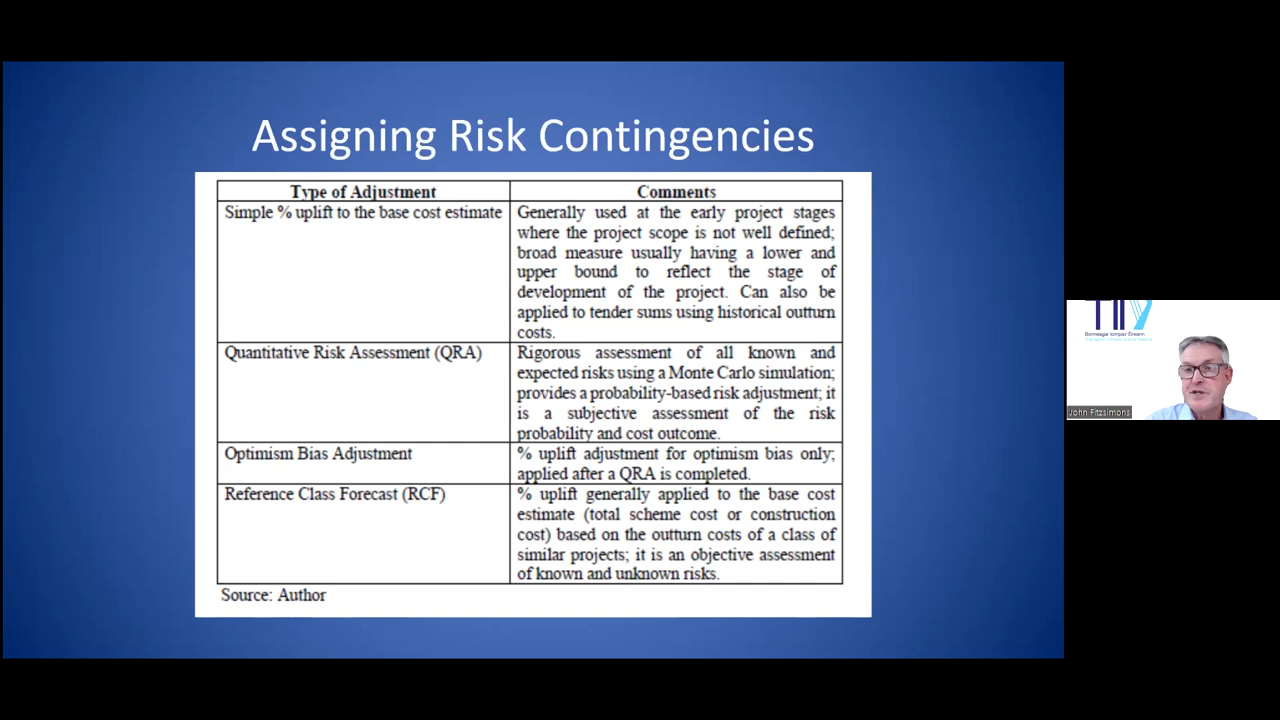 Assigning Risk Contingencies
Type of Adjustment
Comments
Simple % uplift to the base cost estimate
Generally used at the early project stages
where the project scope is not well defined;
broad measure usually having a lower and
upper bound to reflect the stage of
development of the project. Can also be
applied to tender sums using historical outturn
costs.
Quantitative Risk Assessment (QRA)
Rigorous assessment of all known and
expected risks using a Monte Carlo simulation;
provides a probability-based risk adjustment; it
is a subjective assessment of the risk
probability and cost outcome.
Optimism Bias Adjustment
% uplift adjustment for optimism bias only;
applied after a QRA is completed.
Reference Class Forecast (RCF)
% uplift generally applied to the base cost
estimate (total scheme cost or construction
cost) based on the outturn costs of a class of
similar projects; it is an objective assessment
of known and unknown risks.
Source: Author
Bonneagar Iompair Éireann
Transport Infrastructure Ireland
John Fitzsimons